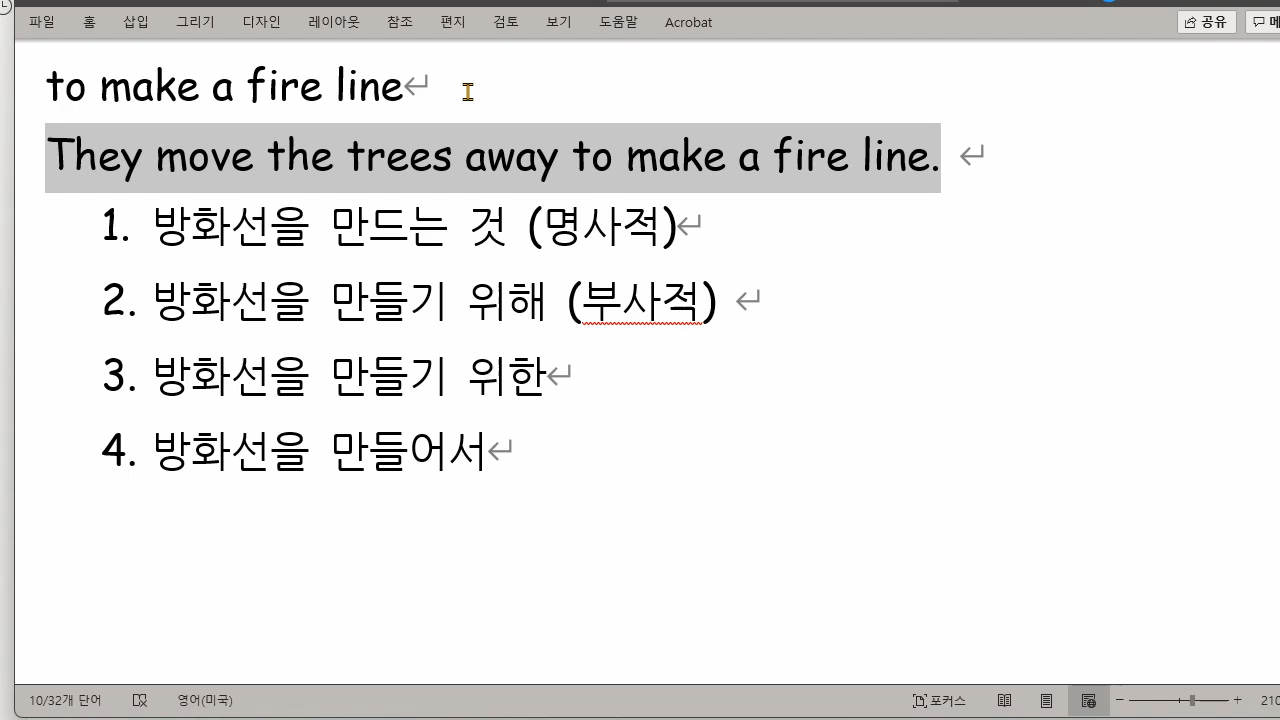 파일 홈 삽입 그리기 디자인 레이아웃 참조 편지 검토 보기 도움말 Acrobat 공유
to make a fire line
They move the trees away to make a fire line.
1. 방화선을 만드는 것 (명사적)
2. 방화선을 만들기 위해 (부사적)
3. 방화선을 만들기 위한
4. 방화선을 만들어서
10/32개 단어 영어(미국) 포커스